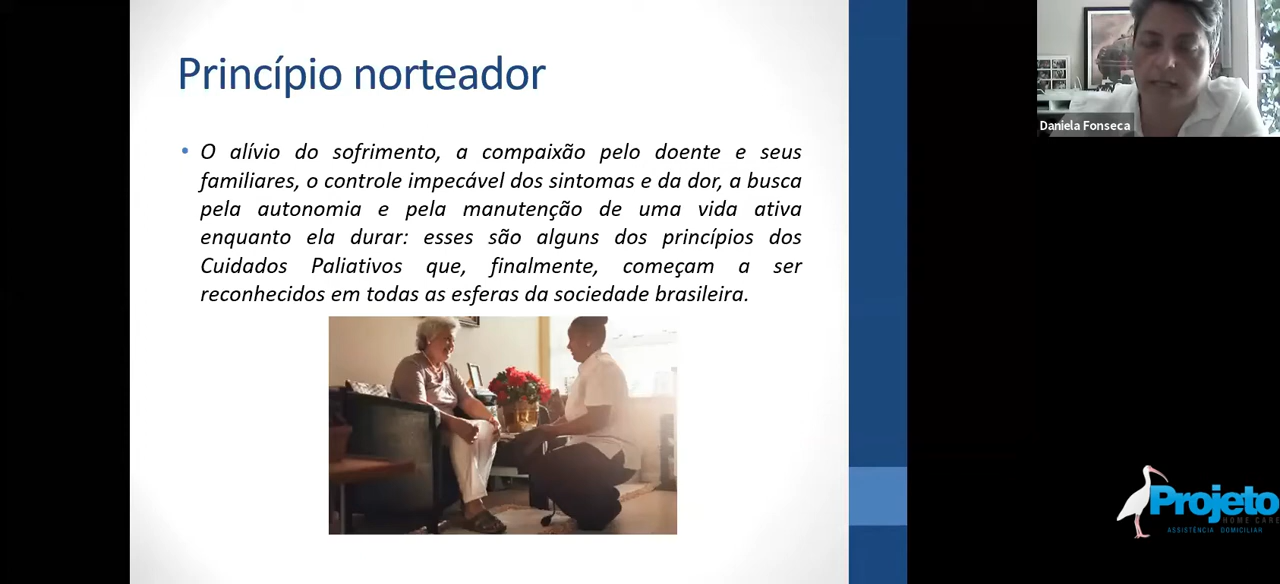 Princípio norteador
• O alívio do sofrimento, a compaixão pelo doente e seus
familiares, o controle impecável dos sintomas e da dor, a busca
pela autonomia e pela manutenção de uma vida ativa
enquanto ela durar: esses são alguns dos princípios dos
Cuidados Paliativos que, finalmente, começam a ser
reconhecidos em todas as esferas da sociedade brasileira.
Daniela Fonseca
Projeto
HOME CARE
ASSISTÊNCIA DOMICILIAR